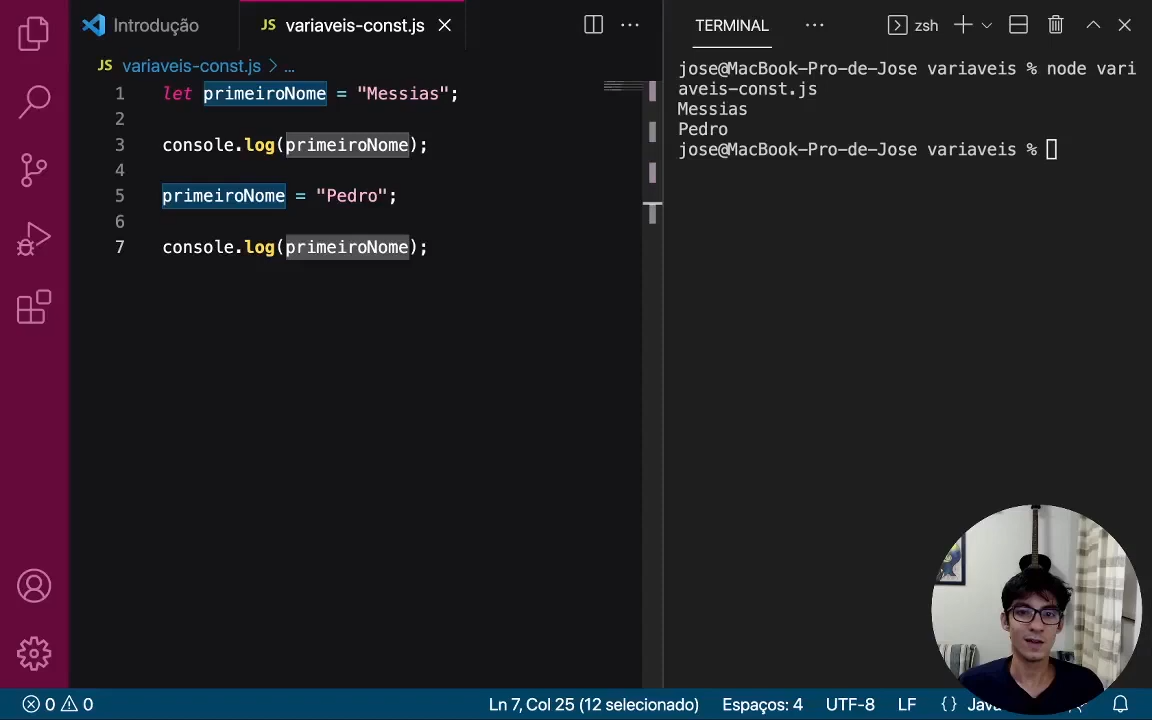 Introdução
JS variaveis-const.js
JS variaveis-const.js > ...
1 let primeiroNome = "Messias";
2
3 console.log(primeiroNome);
4
5 primeiroNome = "Pedro";
6
7 console.log(primeiroNome);
TERMINAL
zsh
jose@MacBook-Pro-de-Jose variaveis % node vari
aveis-const.js
Messias
Pedro
jose@MacBook-Pro-de-Jose variaveis %
0 0
Ln 7, Col 25 (12 selecionado)
Espaços: 4
UTF-8
LF
{}